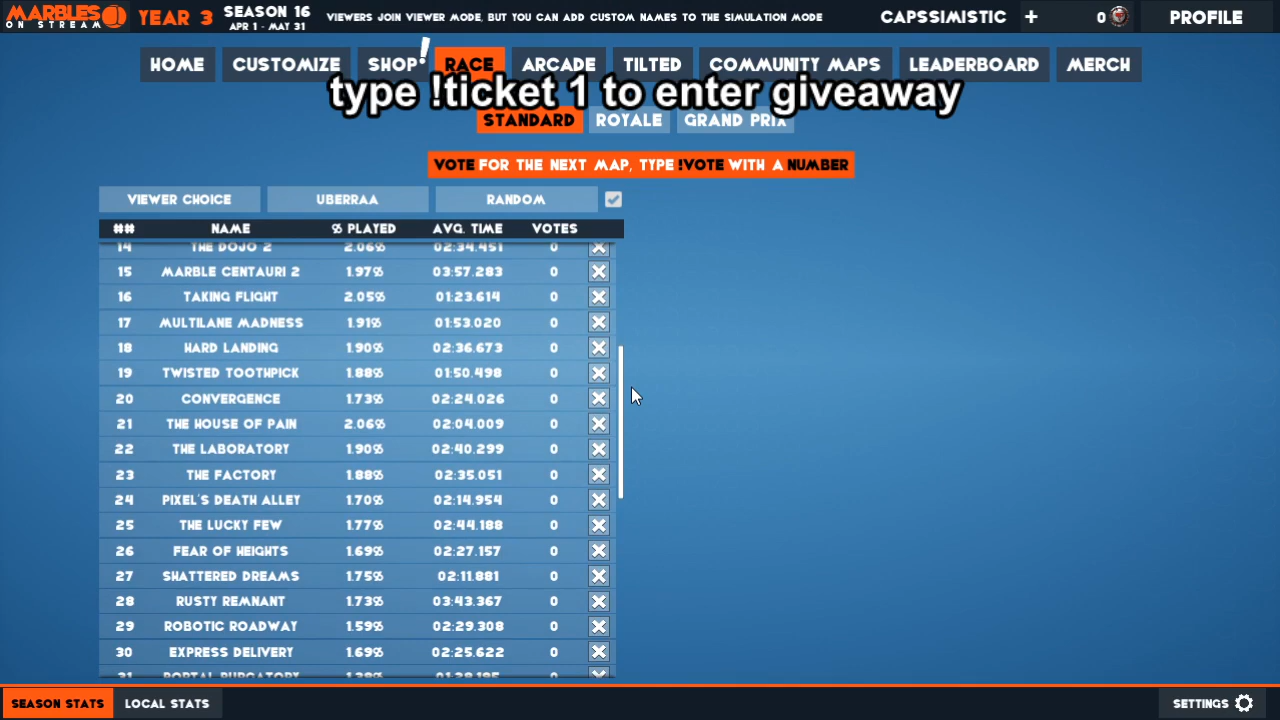 MARBLES
ON STREAM
YEAR 3
SEASON 16
APR 1 - MAY 31
VIEWERS JOIN VIEWER MODE, BUT YOU CAN ADD CUSTOM NAMES TO THE SIMULATION MODE
CAPSSIMISTIC + 0
PROFILE
HOME CUSTOMIZE SHOP! RACE ARCADE TILTED COMMUNITY MAPS LEADERBOARD MERCH
type !ticket 1 to enter giveaway
STANDARD ROYALE GRAND PRIX
VOTE FOR THE NEXT MAP, TYPE !VOTE WITH A NUMBER
VIEWER CHOICE UBERRAA RANDOM
## NAME % PLAYED AVG. TIME VOTES
14 THE DOJO 2 2.06% 02:34.451 0
15 MARBLE CENTAURI 2 1.97% 03:57.283 0
16 TAKING FLIGHT 2.05% 01:23.614 0
17 MULTILANE MADNESS 1.91% 01:53.020 0
18 HARD LANDING 1.90% 02:36.673 0
19 TWISTED TOOTHPICK 1.88% 01:50.498 0
20 CONVERGENCE 1.73% 02:24.026 0
21 THE HOUSE OF PAIN 2.06% 02:04.009 0
22 THE LABORATORY 1.90% 02:40.299 0
23 THE FACTORY 1.88% 02:35.051 0
24 PIXEL'S DEATH ALLEY 1.70% 02:14.954 0
25 THE LUCKY FEW 1.77% 02:44.188 0
26 FEAR OF HEIGHTS 1.69% 02:27.157 0
27 SHATTERED DREAMS 1.75% 02:11.881 0
28 RUSTY REMNANT 1.73% 03:43.367 0
29 ROBOTIC ROADWAY 1.59% 02:29.308 0
30 EXPRESS DELIVERY 1.69% 02:25.622 0
31 PORTAL PURGATORY 1.38% 01:28.195 0
SEASON STATS LOCAL STATS
SETTINGS